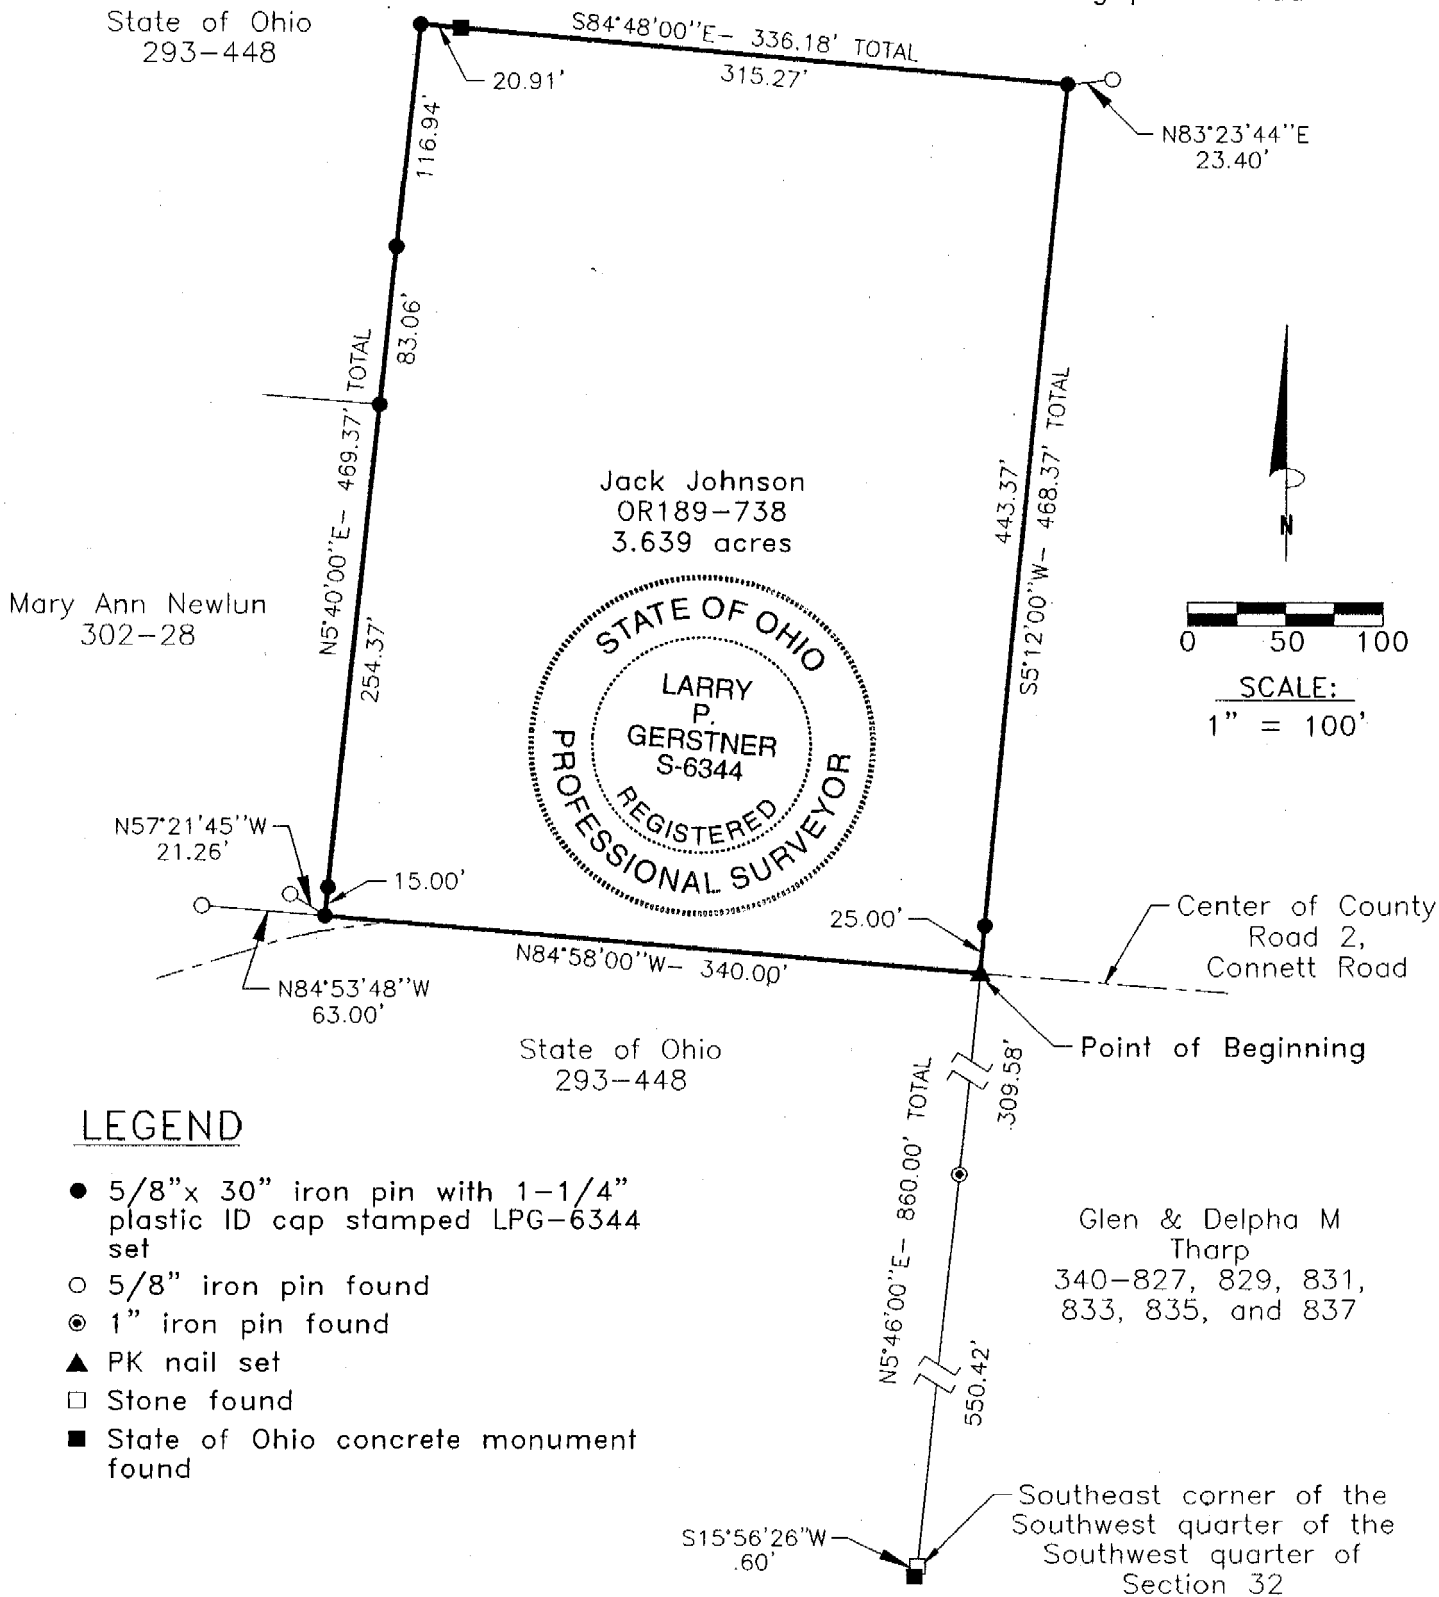 State of Ohio
293-448
S84°48'00"E- 336.18' TOTAL
315.27'
20.91'
116.94'
N83°23'44"E
23.40'
83.06'
N5°40'00"E- 469.37' TOTAL
254.37'
443.37'
S5°12'00"W- 468.37' TOTAL
Jack Johnson
OR189-738
3.639 acres
Mary Ann Newlun
302-28
STATE OF OHIO
LARRY
P.
GERSTNER
S-6344
REGISTERED
PROFESSIONAL SURVEYOR
N
0 50 100
SCALE:
1" = 100'
N57°21'45"W
21.26'
15.00'
25.00'
N84°58'00"W- 340.00'
N84°53'48"W
63.00'
Center of County
Road 2,
Connett Road
Point of Beginning
State of Ohio
293-448
309.58'
N5°46'00"E- 860.00' TOTAL
550.42'
LEGEND
5/8"x 30" iron pin with 1-1/4"
plastic ID cap stamped LPG-6344
set
5/8" iron pin found
1" iron pin found
PK nail set
Stone found
State of Ohio concrete monument
found
Glen & Delpha M
Tharp
340-827, 829, 831,
833, 835, and 837
S15°56'26"W
.60'
Southeast corner of the
Southwest quarter of the
Southwest quarter of
Section 32